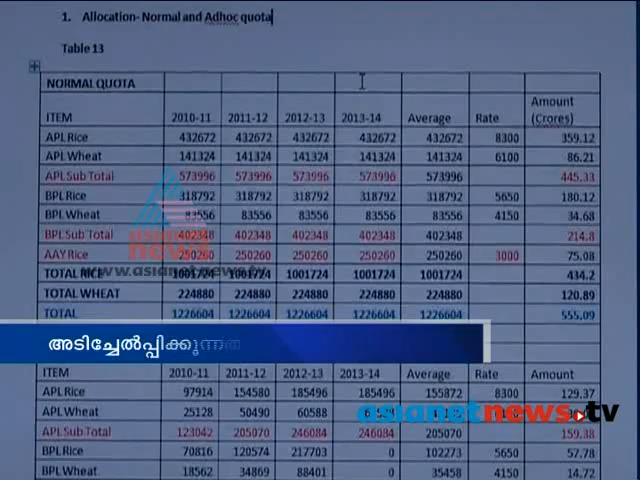 1. Allocation- Normal and Adhoc quota
Table 13
NORMAL QUOTA
ITEM 2010-11 2011-12 2012-13 2013-14 Average Rate Amount (Crores)
APL Rice 432672 432672 432672 432672 432672 8300 359.12
APL Wheat 141324 141324 141324 141324 141324 6100 86.21
APL Sub Total 573996 573996 573996 573996 573996 445.33
BPL Rice 318792 318792 318792 318792 318792 5650 180.12
BPL Wheat 83556 83556 83556 83556 83556 4150 34.68
BPL Sub Total 402348 402348 402348 402348 402348 214.8
AAY Rice 250260 250260 250260 250260 250260 3000 75.08
asianet news
www.asianetnews.tv
TOTAL RICE 1001724 1001724 1001724 1001724 1001724 434.2
TOTAL WHEAT 224880 224880 224880 224880 224880 120.89
TOTAL 1226604 1226604 1226604 1226604 1226604 555.09
അടിച്ചേൽപ്പിക്കുന്നത
ITEM 2010-11 2011-12 2012-13 2013-14 Average Rate Amount
APL Rice 97914 154580 185496 185496 155872 8300 129.37
APL Wheat 25128 50490 60588
asianetnews.tv
APL Sub Total 123042 205070 246084 246084 205070 159.38
BPL Rice 70816 120574 217703 0 102273 5650 57.78
BPL Wheat 18562 34869 88401 0 35458 4150 14.72